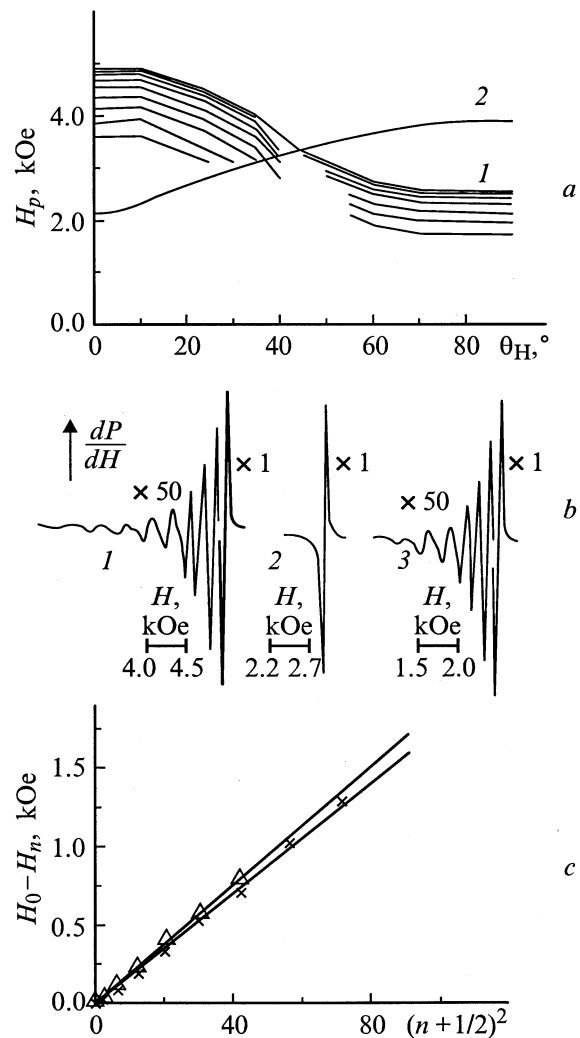 4.0
2.0
0.0
H_p, kOe
2
1
a
0 20 40 60 80 θ_H,°
dP
dH
× 50
× 1
× 1
× 50
× 1
b
1
2
3
H,
kOe
4.0 4.5
H,
kOe
2.2 2.7
H,
kOe
1.5 2.0
1.5
1.0
0.5
0.0
H_0−H_n, kOe
c
0 40 80 (n + 1/2)^2